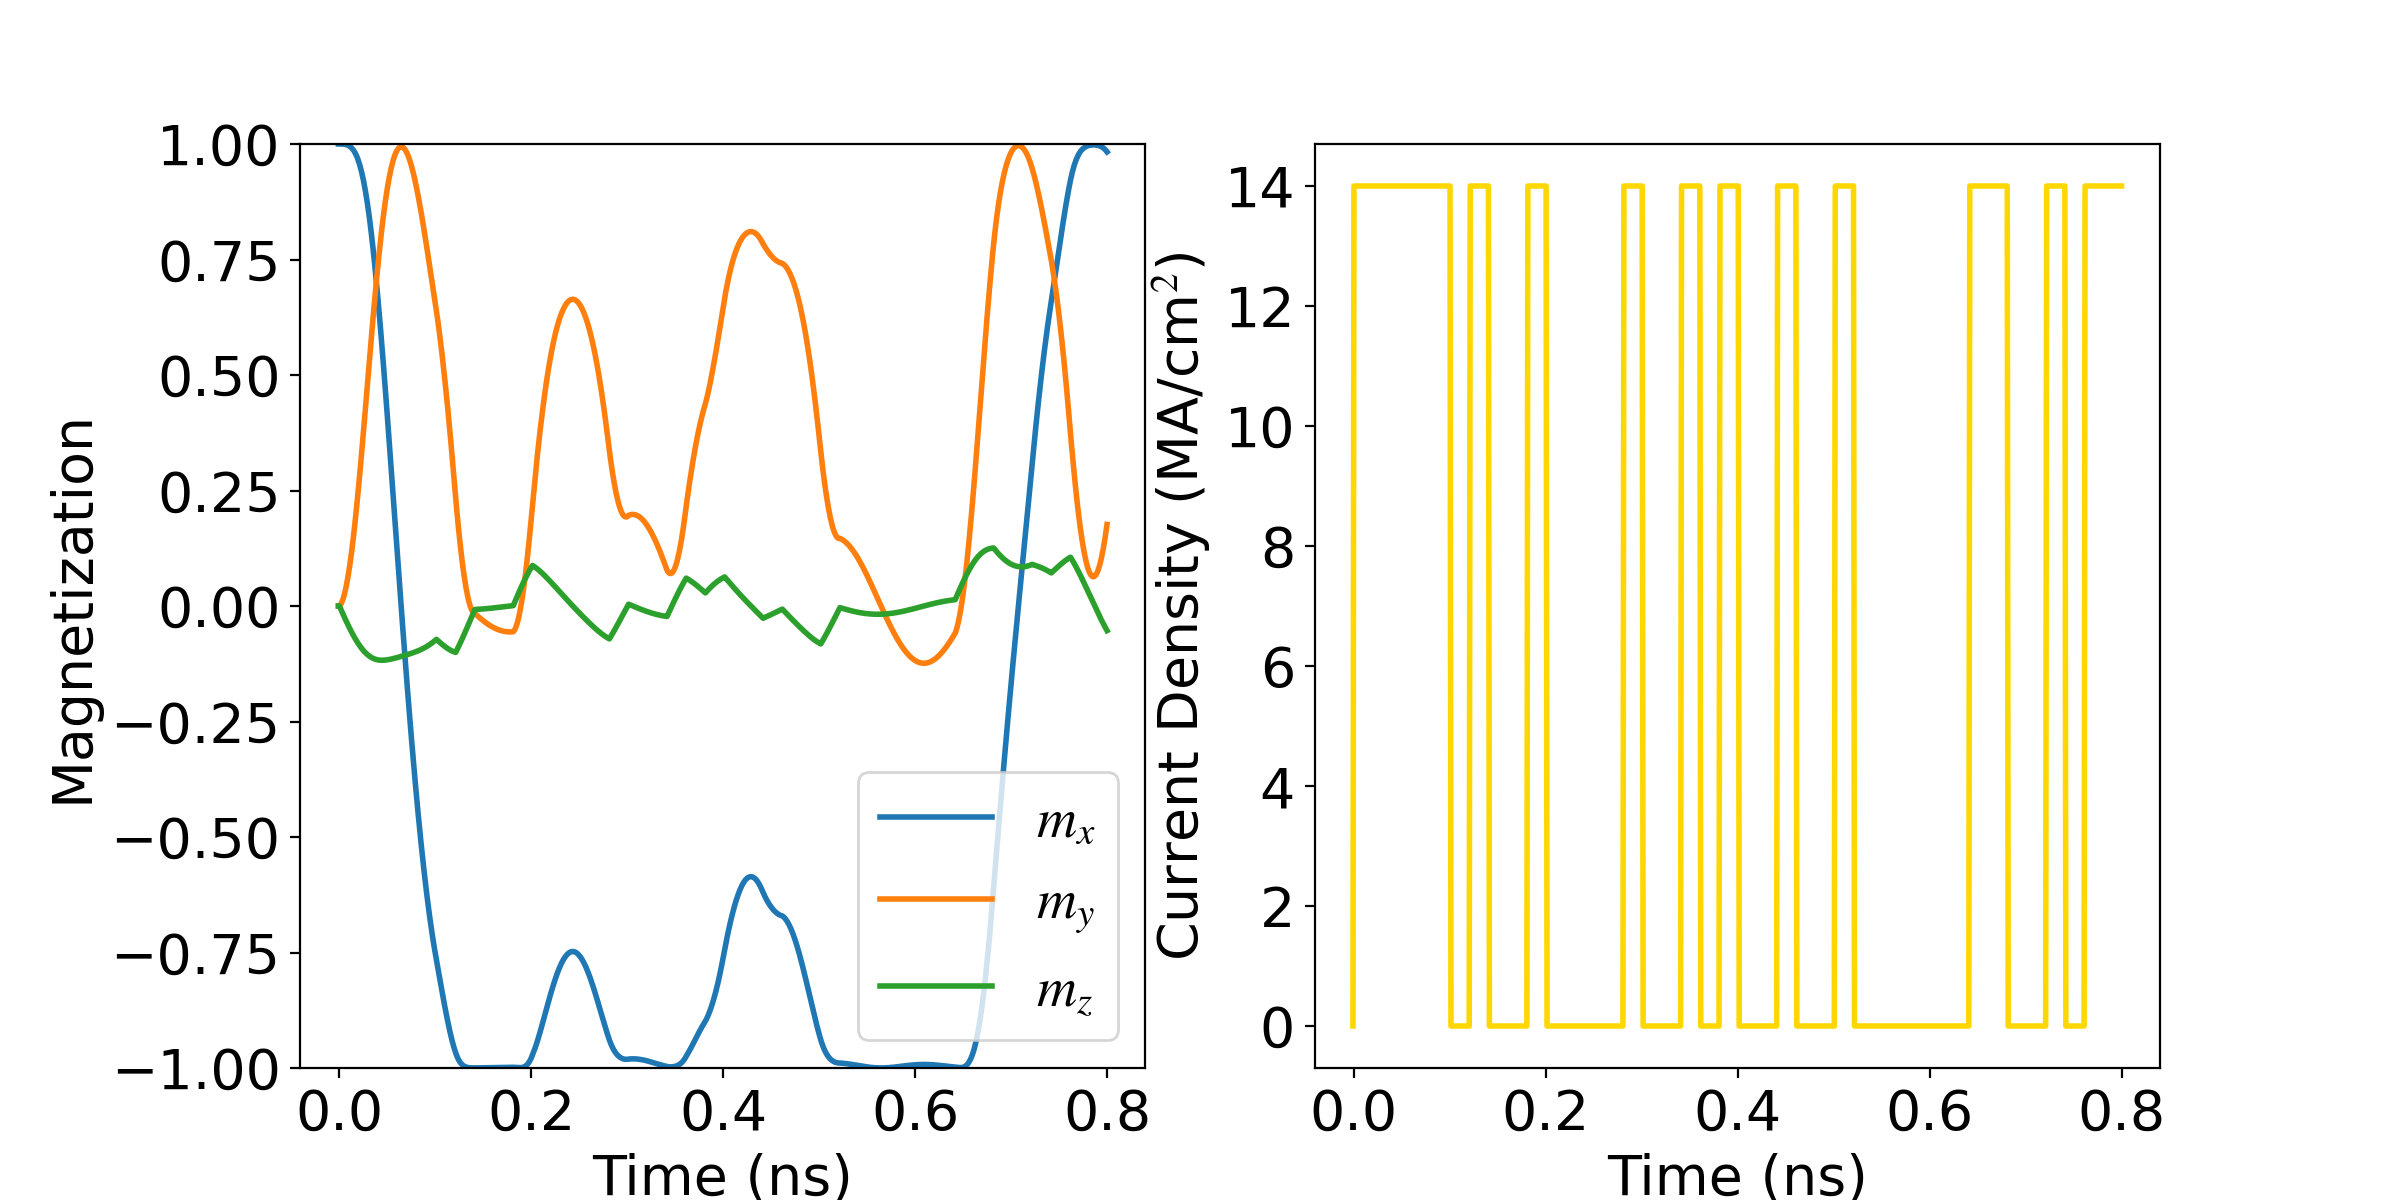 Magnetization
1.00
0.75
0.50
0.25
0.00
−0.25
−0.50
−0.75
−1.00
0.0 0.2 0.4 0.6 0.8
Time (ns)
m_x
m_y
m_z
Current Density (MA/cm²)
14
12
10
8
6
4
2
0
0.0 0.2 0.4 0.6 0.8
Time (ns)